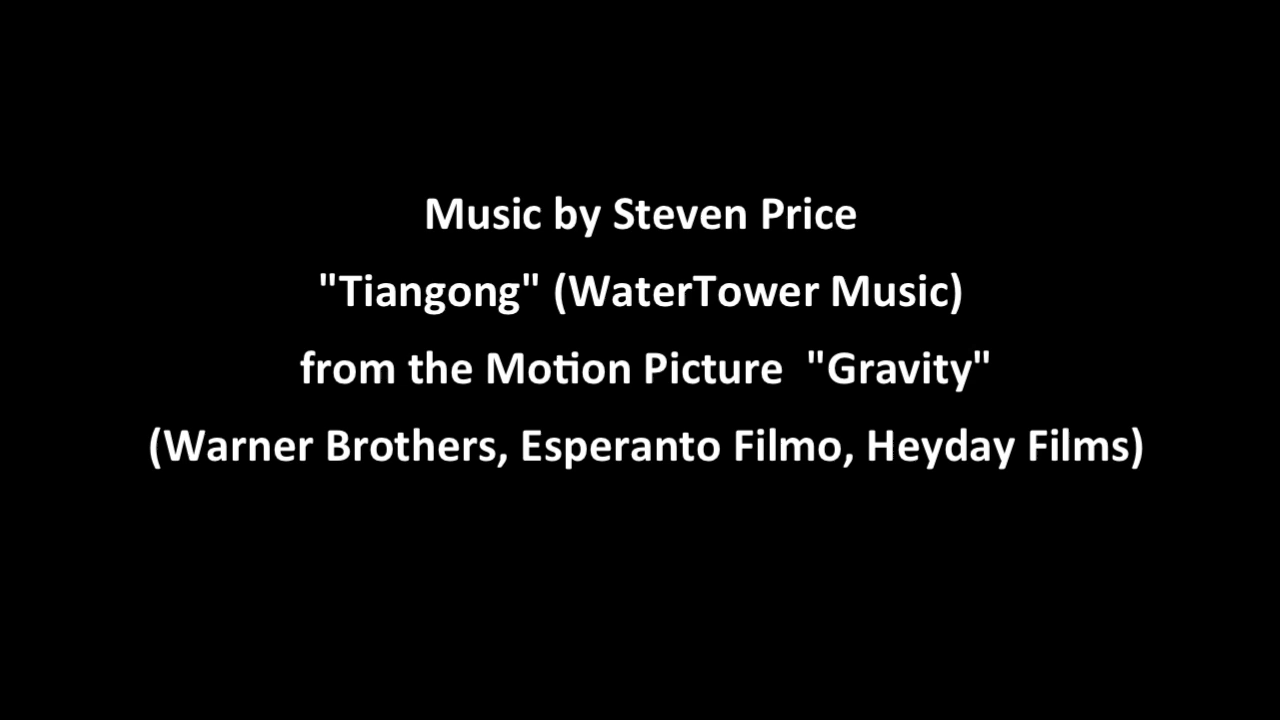 Music by Steven Price
"Tiangong" (WaterTower Music)
from the Motion Picture  "Gravity"
(Warner Brothers, Esperanto Filmo, Heyday Films)